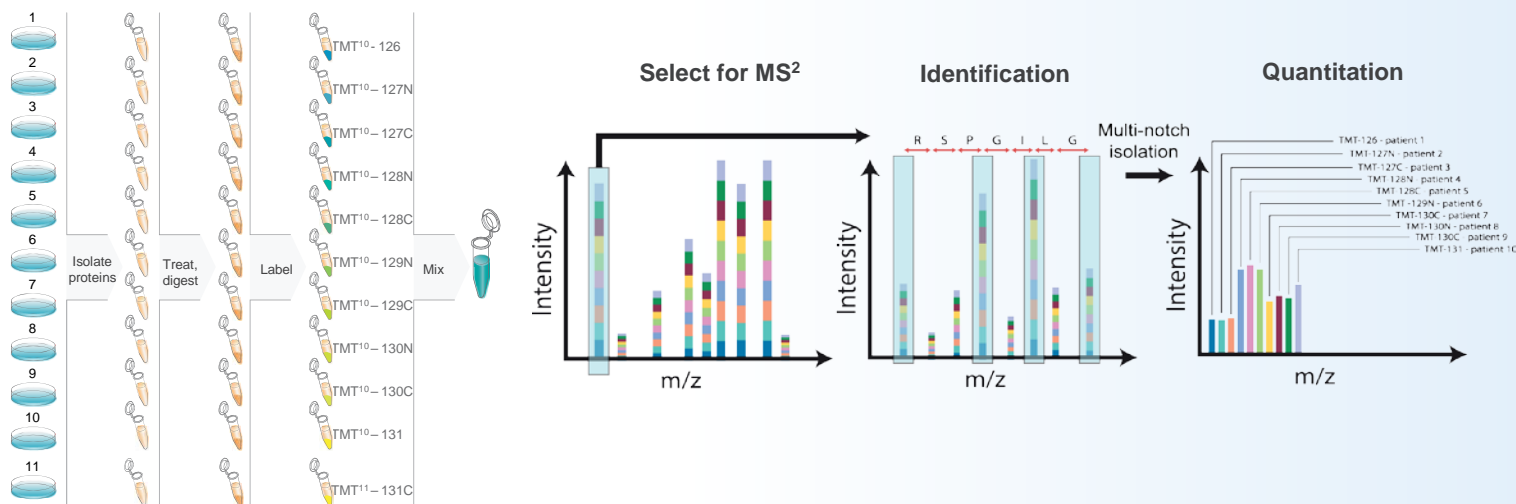 1
2
3
4
5
6
7
8
9
10
11
Isolate
proteins
Treat,
digest
Label
TMT¹⁰- 126
TMT¹⁰– 127N
TMT¹⁰– 127C
TMT¹⁰– 128N
TMT¹⁰– 128C
TMT¹⁰– 129N
TMT¹⁰– 129C
TMT¹⁰– 130N
TMT¹⁰– 130C
TMT¹⁰– 131
TMT¹¹– 131C
Mix
Select for MS²
Intensity
m/z
Identification
R S P G I L G
Intensity
m/z
Multi-notch
isolation
Quantitation
TMT-126 - patient 1
TMT-127N - patient 2
TMT-127C - patient 3
TMT-128N - patient 4
TMT-128C - patient 5
TMT -129N - patient 6
TMT-130C - patient 7
TMT-130N - patient 8
TMT-130C - patient 9
TMT-131 - patient 10
Intensity
m/z